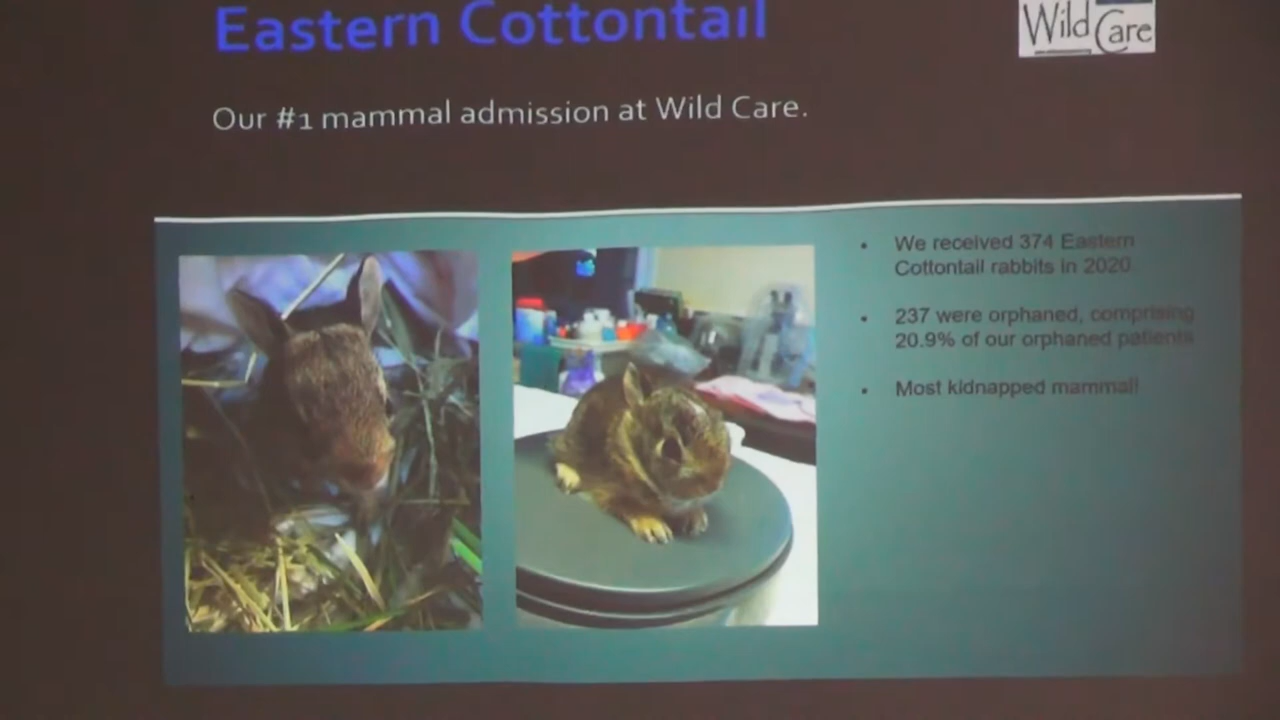 Eastern Cottontail
Wild Care
Our #1 mammal admission at Wild Care.
• We received 374 Eastern
Cottontail rabbits in 2020
• 237 were orphaned, comprising
20.9% of our orphaned patients
• Most kidnapped mammal!